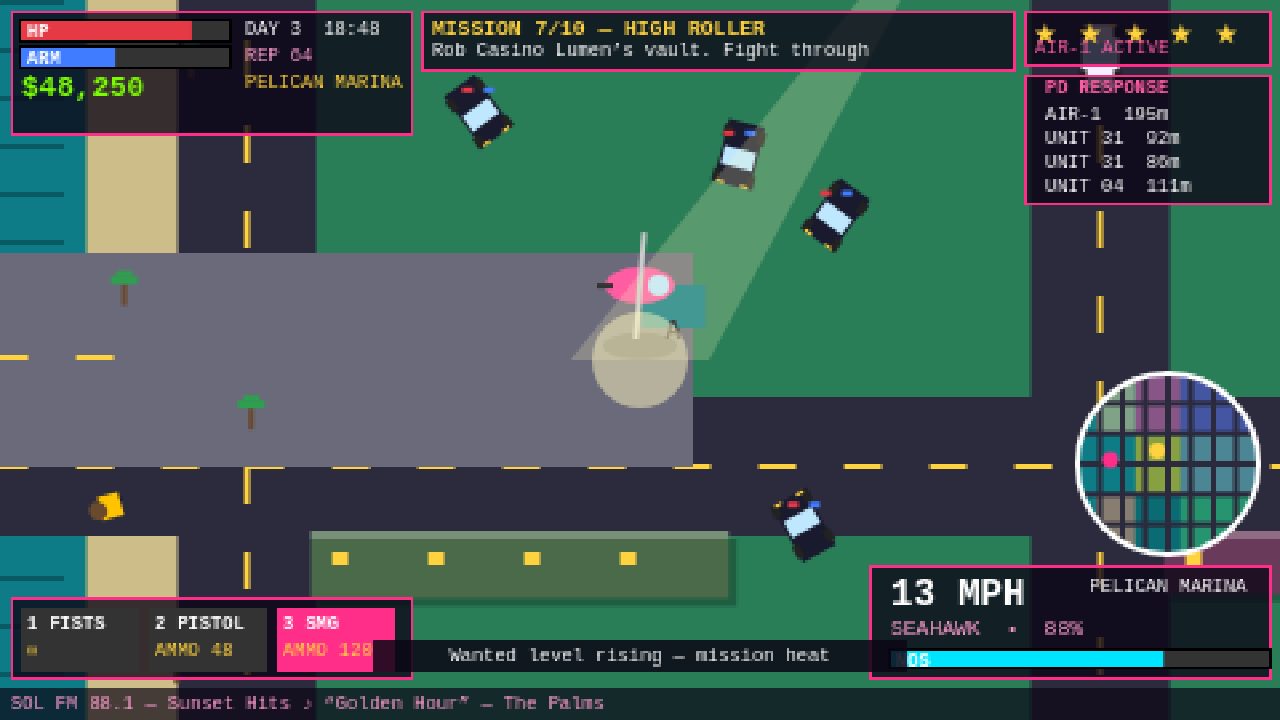 HP
ARM
$48,250
DAY 3 18:48
REP 04
PELICAN MARINA
MISSION 7/10 — HIGH ROLLER
Rob Casino Lumen's vault. Fight through
★ ★ ★ ★ ★
AIR-1 ACTIVE
PD RESPONSE
AIR-1 195m
UNIT 31 92m
UNIT 31 86m
UNIT 04 111m
1 FISTS
∞
2 PISTOL
AMMO 48
3 SMG
AMMO 128
Wanted level rising — mission heat
13 MPH
PELICAN MARINA
SEAHAWK · 88%
SOL FM 88.1 — Sunset Hits ♪ "Golden Hour" — The Palms